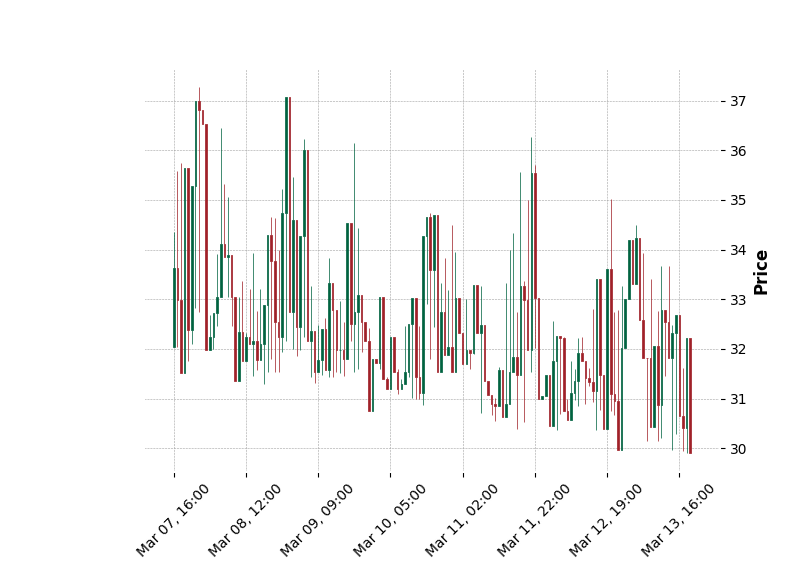 37
36
35
34
33
32
31
30
Price
Mar 07, 16:00
Mar 08, 12:00
Mar 09, 09:00
Mar 10, 05:00
Mar 11, 02:00
Mar 11, 22:00
Mar 12, 19:00
Mar 13, 16:00